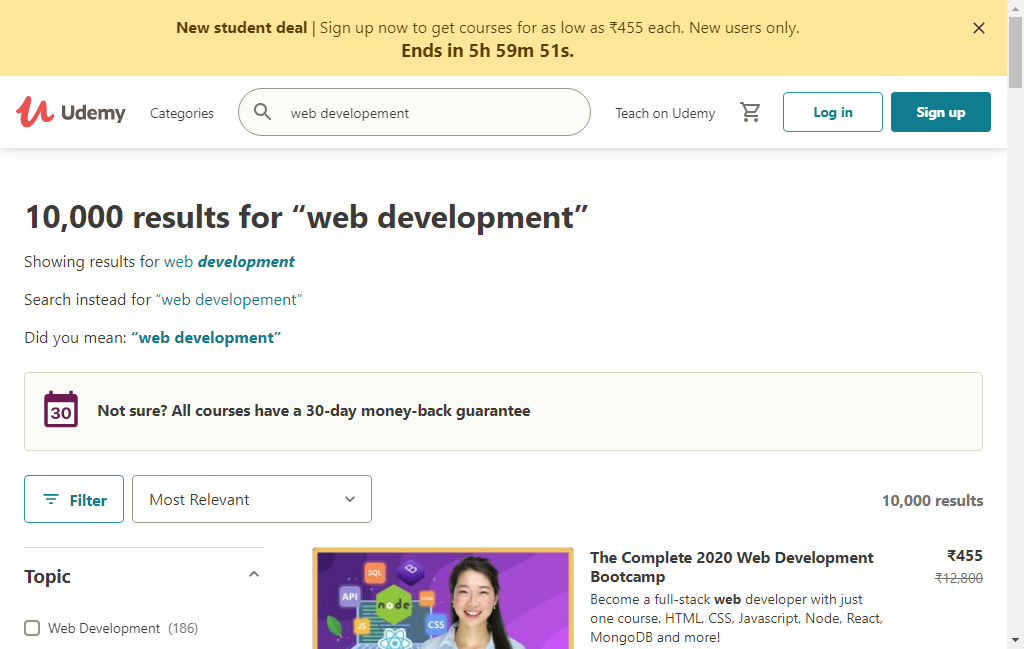 New student deal | Sign up now to get courses for as low as ₹455 each. New users only.
Ends in 5h 59m 51s.
Udemy
Categories
web developement
Teach on Udemy
Log in
Sign up
10,000 results for “web development”
Showing results for web development
Search instead for “web developement”
Did you mean: “web development”
30
Not sure? All courses have a 30-day money-back guarantee
Filter
Most Relevant
10,000 results
Topic
Web Development (186)
SQL
API
node
HTML
CSS
JS
The Complete 2020 Web Development
Bootcamp
₹455
₹12,800
Become a full-stack web developer with just
one course. HTML, CSS, Javascript, Node, React,
MongoDB and more!